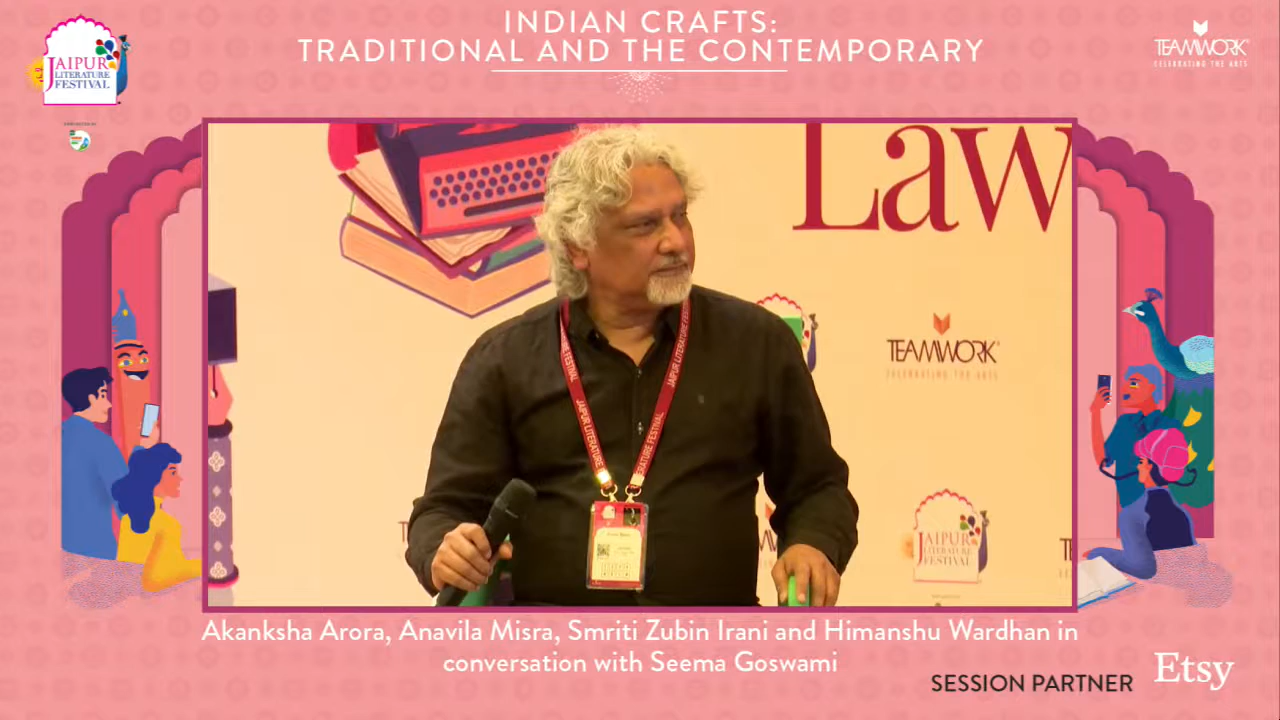 INDIAN CRAFTS:
TRADITIONAL AND THE CONTEMPORARY
JAIPUR
LITERATURE
FESTIVAL
TEAMWORK
CELEBRATING THE ARTS
Law
TEAMWORK
CELEBRATING THE ARTS
JAIPUR LITERATURE
JAIPUR LITERATURE FESTIVAL
JAIPUR
LITERATURE
FESTIVAL
Akanksha Arora, Anavila Misra, Smriti Zubin Irani and Himanshu Wardhan in
conversation with Seema Goswami
SESSION PARTNER
Etsy